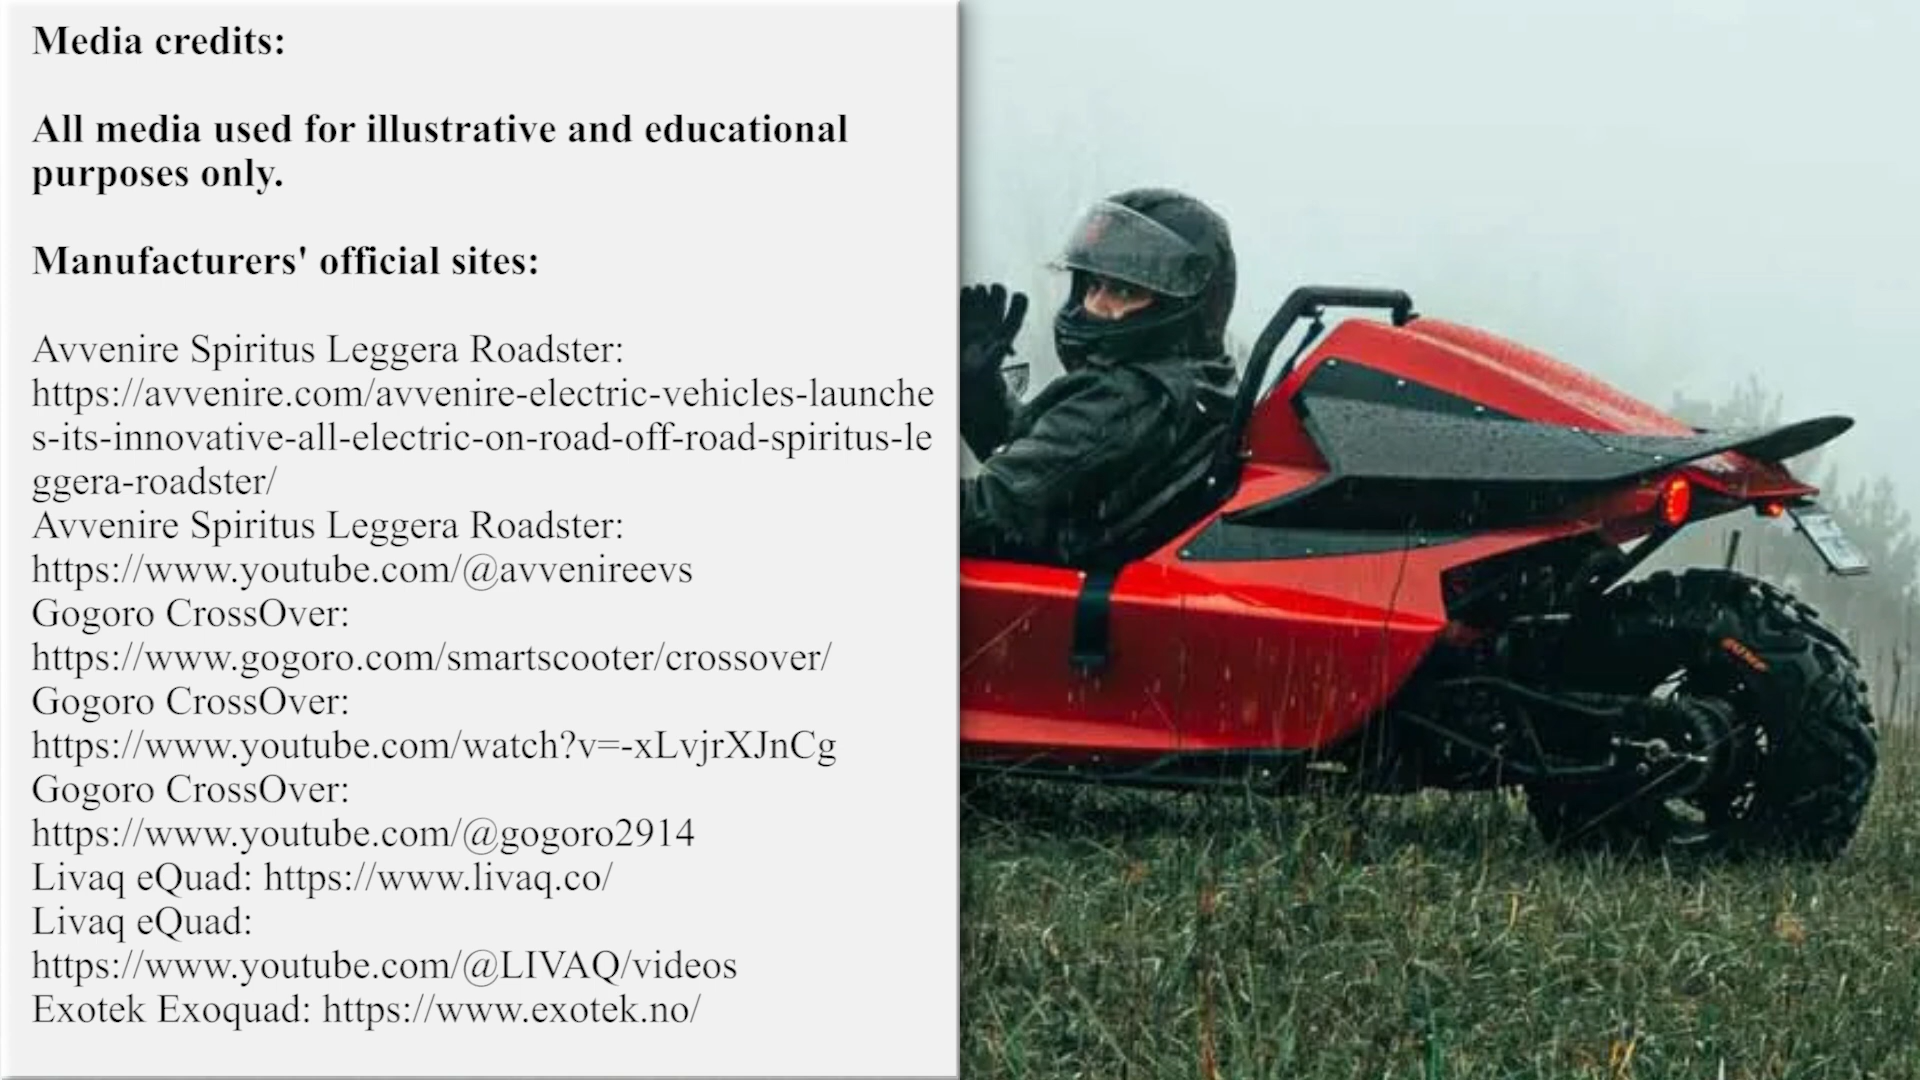 Media credits:
All media used for illustrative and educational
purposes only.
Manufacturers' official sites:
Avvenire Spiritus Leggera Roadster:
https://avvenire.com/avvenire-electric-vehicles-launche
s-its-innovative-all-electric-on-road-off-road-spiritus-le
ggera-roadster/
Avvenire Spiritus Leggera Roadster:
https://www.youtube.com/@avvenireevs
Gogoro CrossOver:
https://www.gogoro.com/smartscooter/crossover/
Gogoro CrossOver:
https://www.youtube.com/watch?v=-xLvjrXJnCg
Gogoro CrossOver:
https://www.youtube.com/@gogoro2914
Livaq eQuad: https://www.livaq.co/
Livaq eQuad:
https://www.youtube.com/@LIVAQ/videos
Exotek Exoquad: https://www.exotek.no/